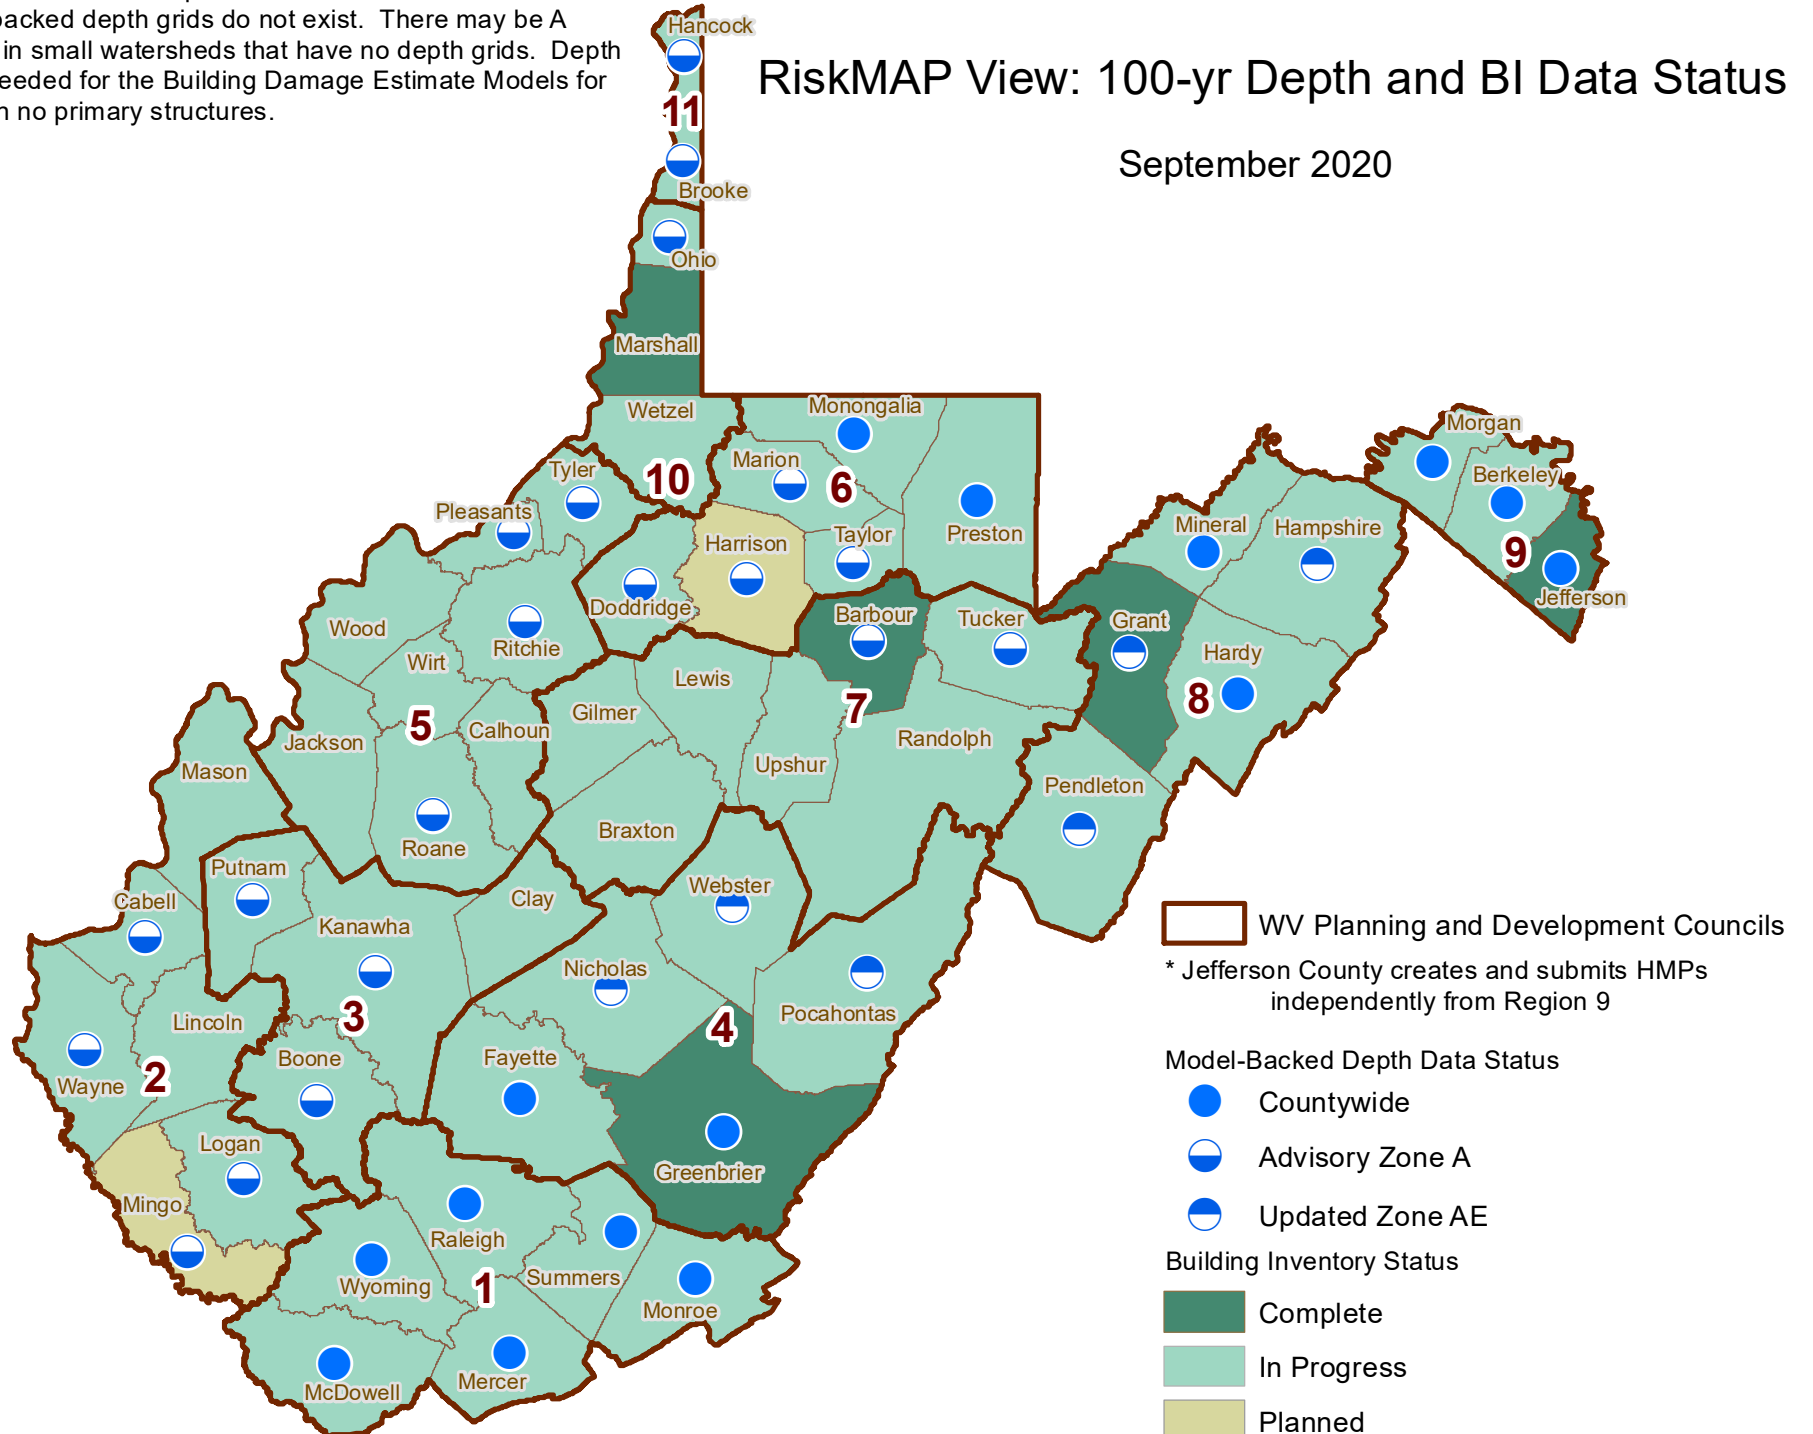 backed depth grids do not exist. There may be A
in small watersheds that have no depth grids. Depth
needed for the Building Damage Estimate Models for
no primary structures.
RiskMAP View: 100-yr Depth and BI Data Status
September 2020
Hancock
11
Brooke
Ohio
Marshall
Wetzel
10
Monongalia
Marion
6
Tyler
Pleasants
Preston
Taylor
Harrison
Doddridge
Morgan
Berkeley
9
Jefferson
Mineral
Hampshire
Grant
Hardy
8
Pendleton
Barbour
Tucker
7
Randolph
Wood
Ritchie
Wirt
5
Calhoun
Jackson
Roane
Lewis
Gilmer
Upshur
Braxton
Mason
Putnam
Cabell
Kanawha
Clay
3
Webster
Nicholas
Pocahontas
4
Fayette
Greenbrier
Lincoln
Wayne
2
Boone
Logan
Mingo
Raleigh
Wyoming
1
Summers
Monroe
McDowell
Mercer
WV Planning and Development Councils
* Jefferson County creates and submits HMPs
independently from Region 9
Model-Backed Depth Data Status
Countywide
Advisory Zone A
Updated Zone AE
Building Inventory Status
Complete
In Progress
Planned